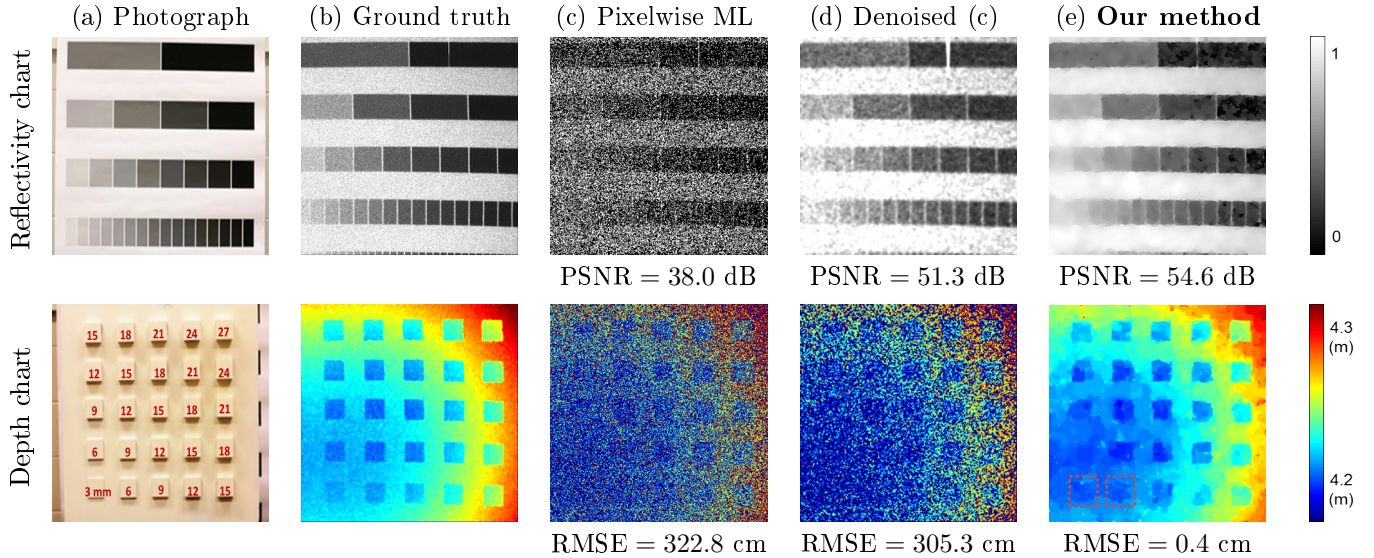 (a) Photograph
(b) Ground truth
(c) Pixelwise ML
(d) Denoised (c)
(e) Our method
Reflectivity chart
1
0
PSNR = 38.0 dB
PSNR = 51.3 dB
PSNR = 54.6 dB
Depth chart
15 18 21 24 27
12 15 18 21 24
9 12 15 18 21
6 9 12 15 18
3 mm 6 9 12 15
4.3
(m)
4.2
(m)
RMSE = 322.8 cm
RMSE = 305.3 cm
RMSE = 0.4 cm